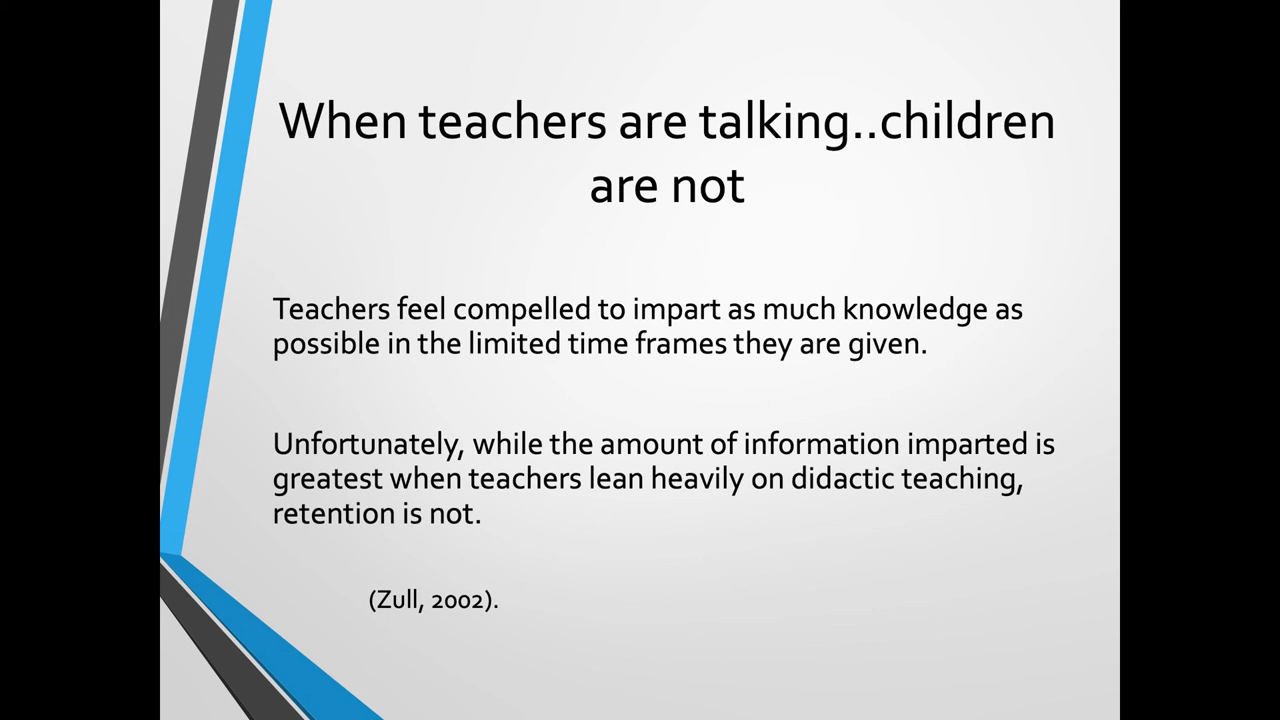 When teachers are talking..children
are not
Teachers feel compelled to impart as much knowledge as
possible in the limited time frames they are given.
Unfortunately, while the amount of information imparted is
greatest when teachers lean heavily on didactic teaching,
retention is not.
(Zull, 2002).